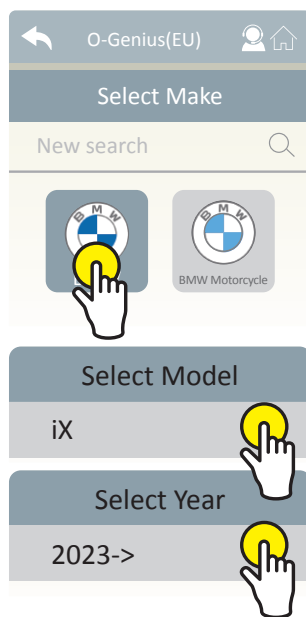 O-Genius(EU)
Select Make
New search
BMW
BMW
BMW Motorcycle
Select Model
iX
Select Year
2023->